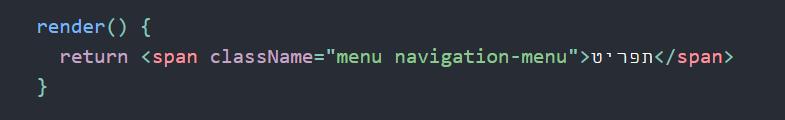 render() {
return <span className="menu navigation-menu">תפריט</span>
}